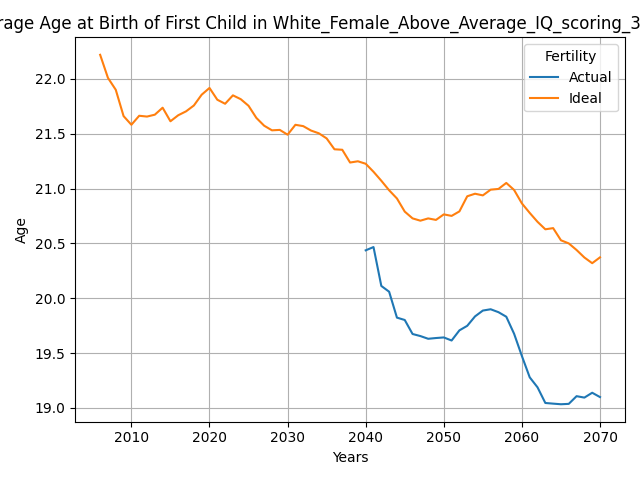 rage Age at Birth of First Child in White_Female_Above_Average_IQ_scoring_3
Fertility
Actual
Ideal
22.0
21.5
21.0
20.5
20.0
19.5
19.0
Age
2010 2020 2030 2040 2050 2060 2070
Years